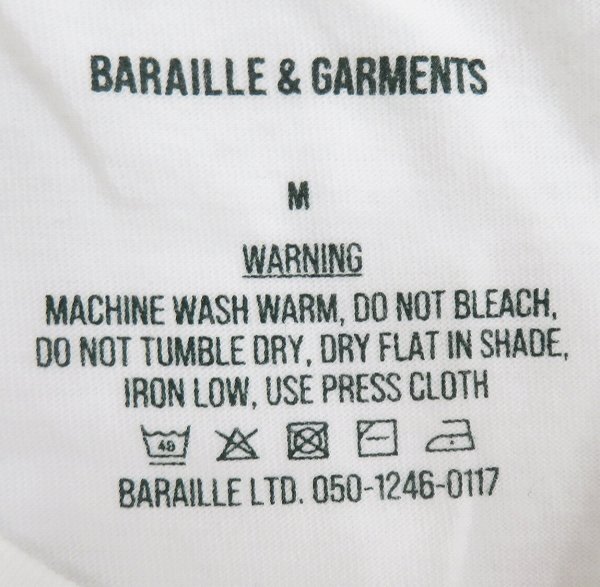 BARAILLE & GARMENTS
M
WARNING
MACHINE WASH WARM, DO NOT BLEACH,
DO NOT TUMBLE DRY, DRY FLAT IN SHADE,
IRON LOW, USE PRESS CLOTH
40
BARAILLE LTD. 050-1246-0117